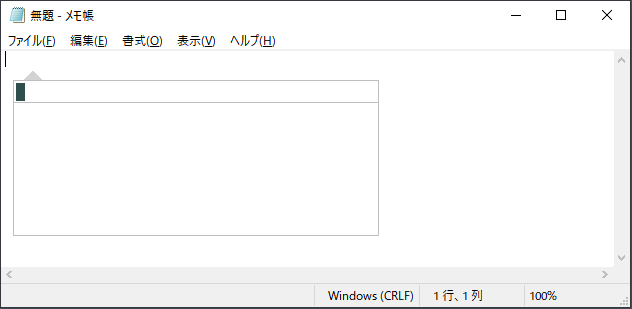 無題 - メモ帳
ファイル(F) 編集(E) 書式(O) 表示(V) ヘルプ(H)
Windows (CRLF) 1 行、1 列 100%